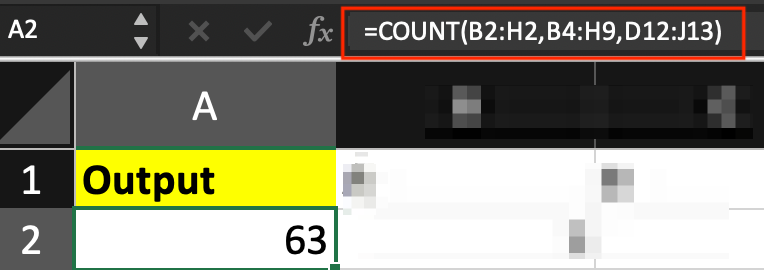 A2 fx =COUNT(B2:H2,B4:H9,D12:J13)
A
1 Output
2 63